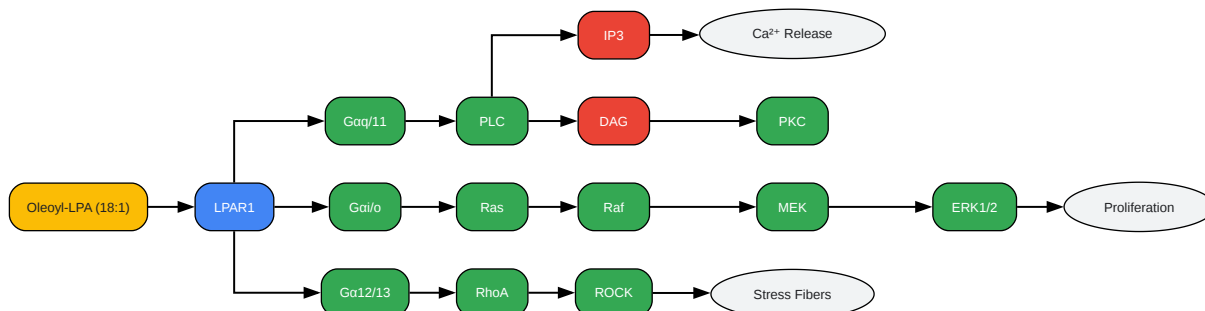 IP3
Ca²⁺ Release
Gαq/11
PLC
DAG
PKC
Oleoyl-LPA (18:1)
LPAR1
Gαi/o
Ras
Raf
MEK
ERK1/2
Proliferation
Gα12/13
RhoA
ROCK
Stress Fibers